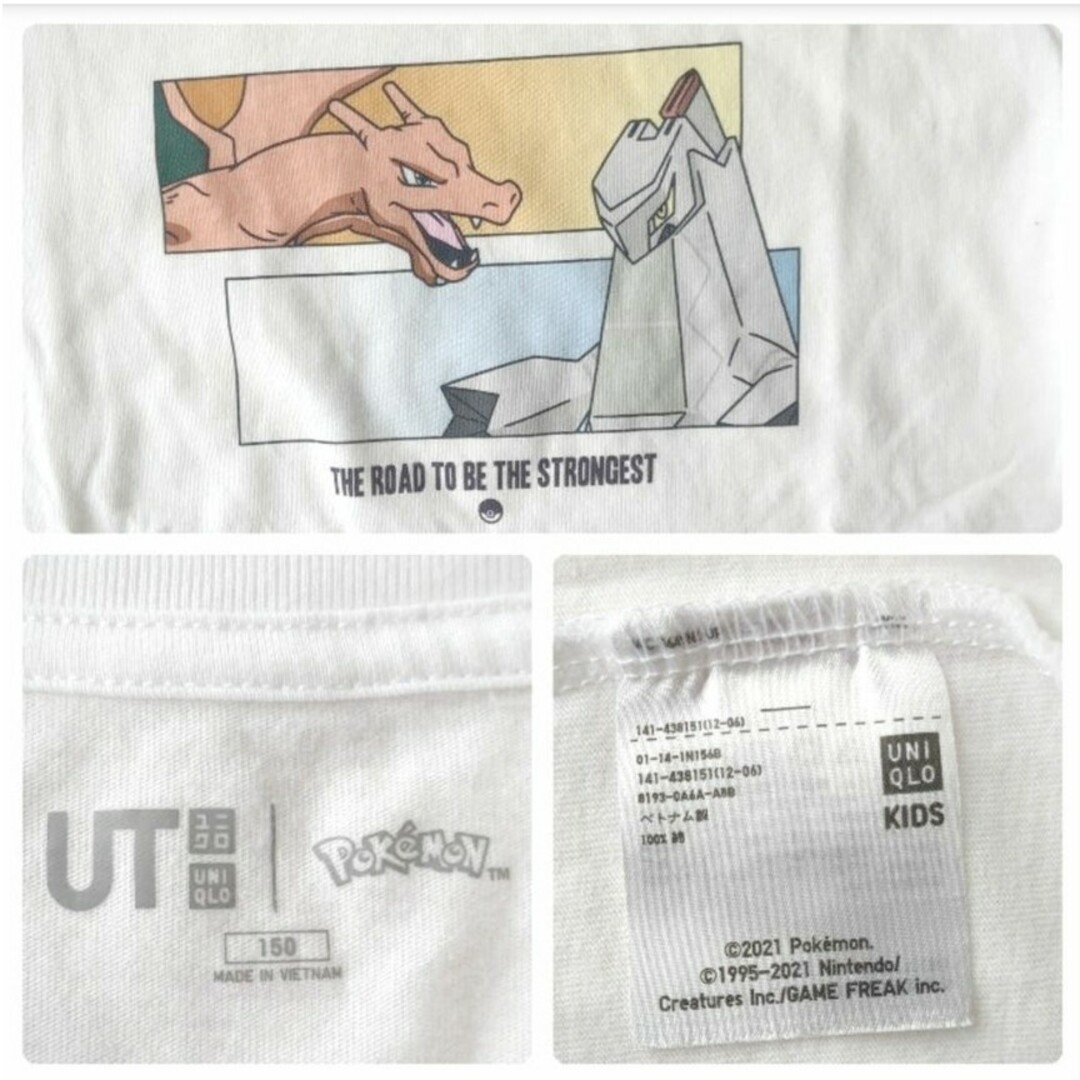 THE ROAD TO BE THE STRONGEST
UT
ユニ
クロ
UNI
QLO
POKéMON™
150
MADE IN VIETNAM
141-438151(12-06)
01-14-1N156B
141-438151(12-06)
8193-0A6A-A8B
ベトナム製
100% 綿
UNI
QLO
KIDS
©2021 Pokémon.
©1995-2021 Nintendo/
Creatures Inc./GAME FREAK inc.